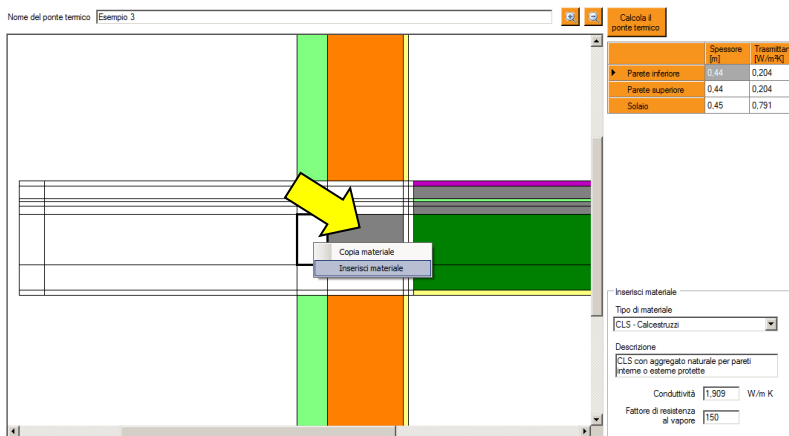 Nome del ponte termico Esempio 3
Calcola il
ponte termico
Spessore
[m]
Trasmittan
[W/m²K]
Parete inferiore 0,44 0,204
Parete superiore 0,44 0,204
Solaio 0,45 0,791
Copia materiale
Inserisci materiale
Inserisci materiale
Tipo di materiale
CLS - Calcestruzzi
Descrizione
CLS con aggregato naturale per pareti
interne o esterne protette
Conduttività 1,909 W/m K
Fattore di resistenza
al vapore 150